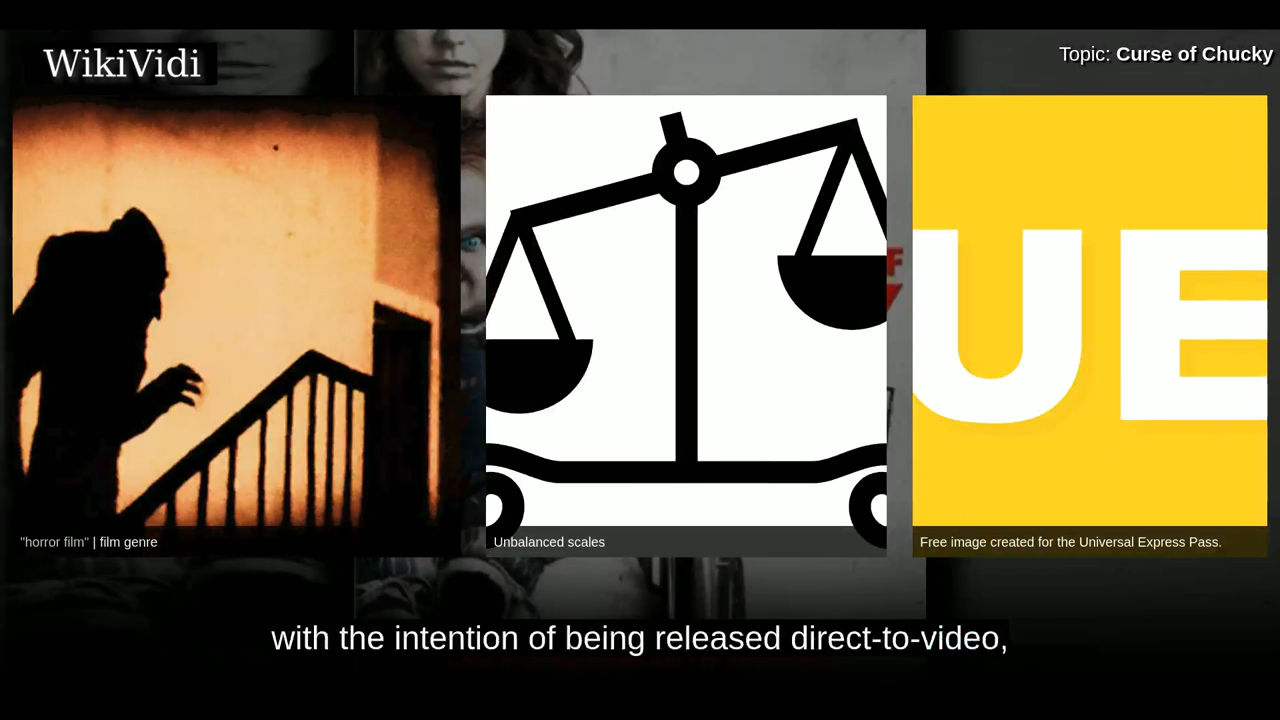 WikiVidi
Topic: Curse of Chucky
UE
"horror film" | film genre
Unbalanced scales
Free image created for the Universal Express Pass.
with the intention of being released direct-to-video,